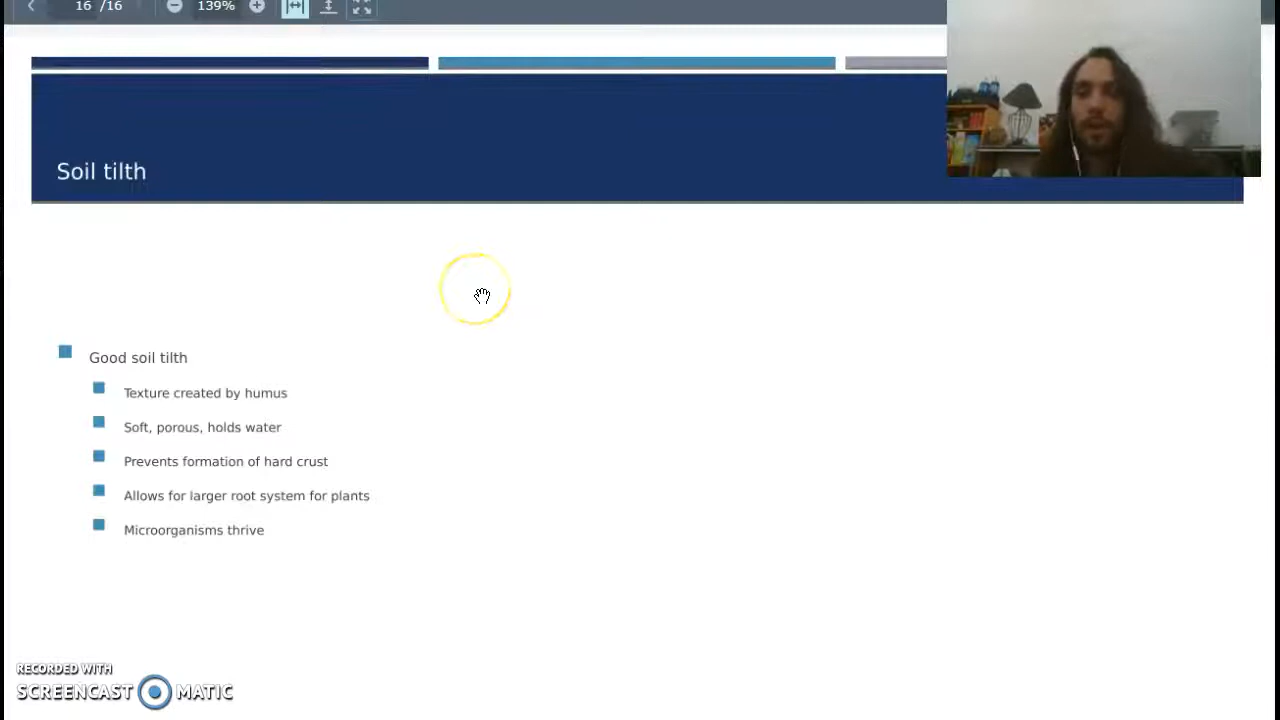 16 /16 139%
Soil tilth
Good soil tilth
Texture created by humus
Soft, porous, holds water
Prevents formation of hard crust
Allows for larger root system for plants
Microorganisms thrive
RECORDED WITH
SCREENCAST MATIC